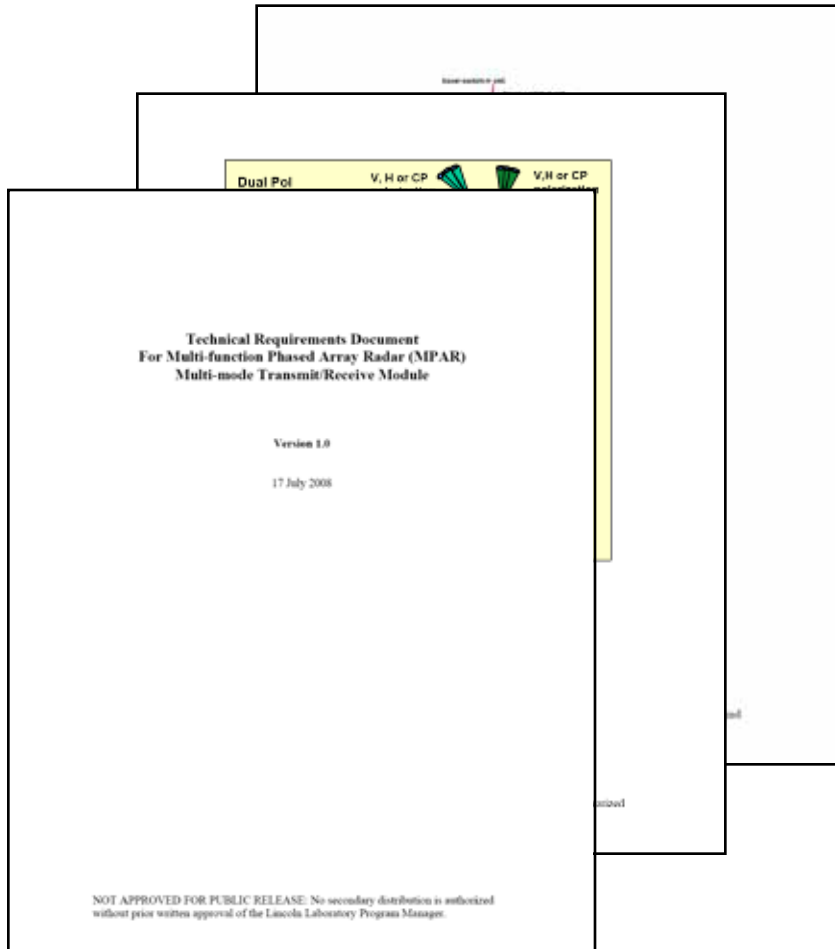 Dual Pol
V, H or CP
V,H or CP
polarization
Technical Requirements Document
For Multi-function Phased Array Radar (MPAR)
Multi-mode Transmit/Receive Module
Version 1.0
17 July 2008
NOT APPROVED FOR PUBLIC RELEASE: No secondary distribution is authorized
without prior written approval of the Lincoln Laboratory Program Manager.